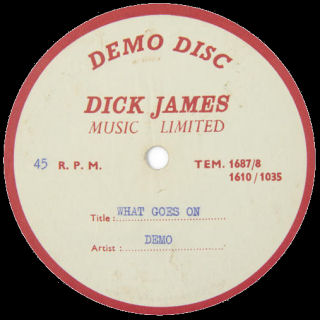 DEMO DISC
DICK JAMES
MUSIC LIMITED
45 R. P. M.
TEM. 1687/8
1610/1035
Title: WHAT GOES ON
Artist: DEMO